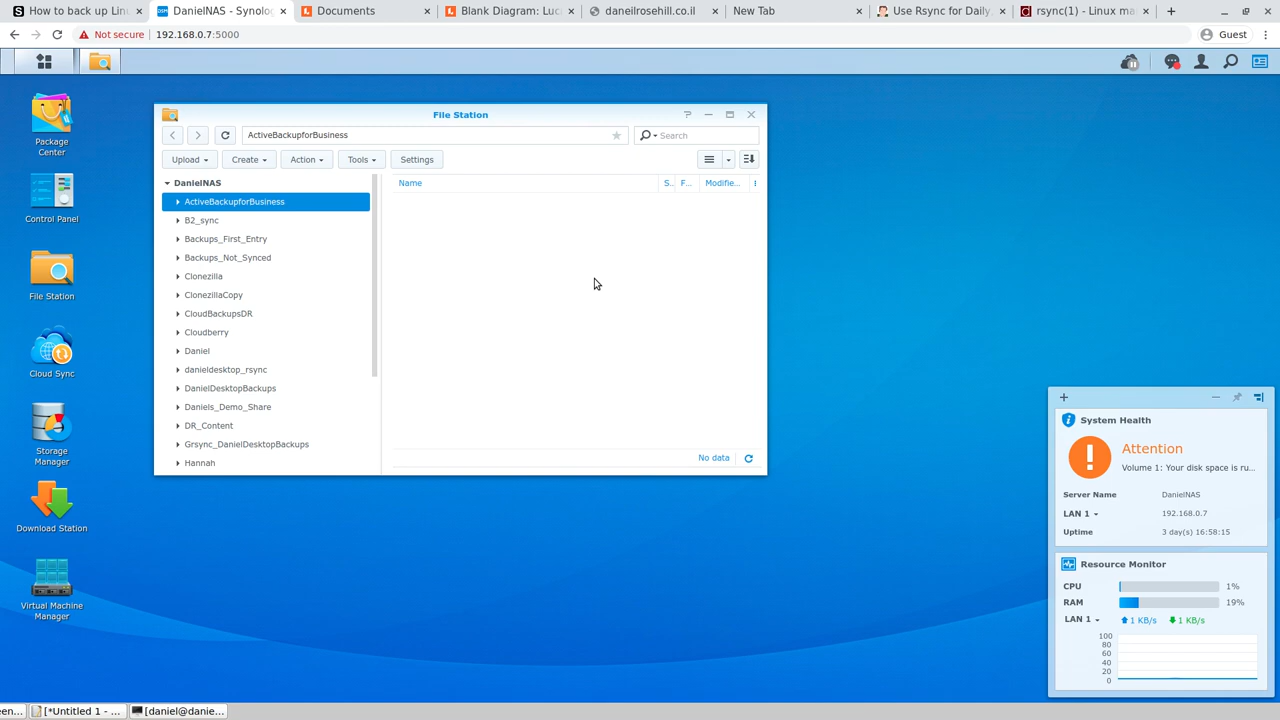 How to back up Linu
DanielNAS - Synolog
Documents
Blank Diagram: Luc
daneilrosehill.co.il
New Tab
Use Rsync for Daily
rsync(1) - Linux ma
Not secure
192.168.0.7:5000
Guest
Package
Center
Control Panel
File Station
Cloud Sync
Storage
Manager
Download Station
Virtual Machine
Manager
File Station
ActiveBackupforBusiness
Search
Upload
Create
Action
Tools
Settings
DanielNAS
ActiveBackupforBusiness
B2_sync
Backups_First_Entry
Backups_Not_Synced
Clonezilla
ClonezillaCopy
CloudBackupsDR
Cloudberry
Daniel
danieldesktop_rsync
DanielDesktopBackups
Daniels_Demo_Share
DR_Content
Grsync_DanielDesktopBackups
Hannah
Name
S..
F...
Modifie...
No data
System Health
Attention
Volume 1: Your disk space is ru...
Server Name DanielNAS
LAN 1 192.168.0.7
Uptime 3 day(s) 16:58:15
Resource Monitor
CPU 1%
RAM 19%
LAN 1 1 KB/s 1 KB/s
100
80
60
40
20
0
een...
[*Untitled 1 - ...
[daniel@danie...